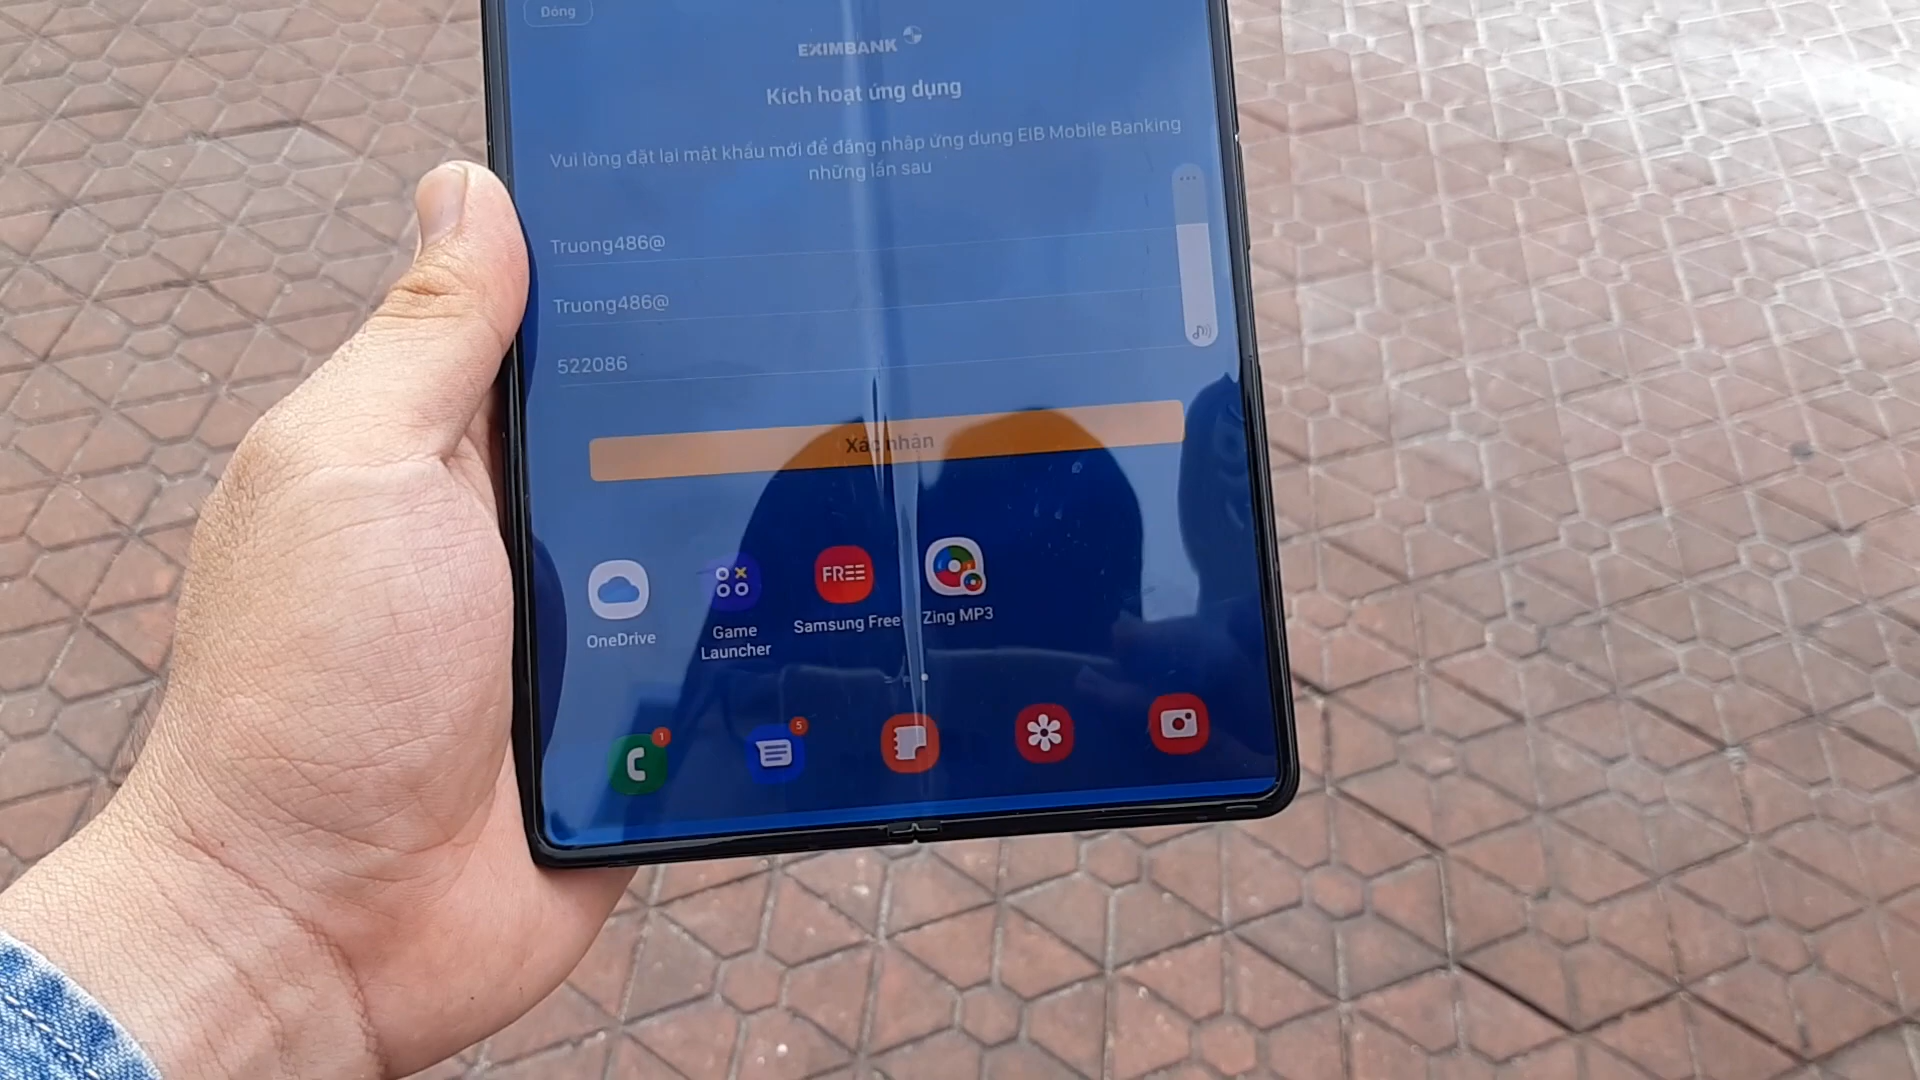 Đóng
EXIMBANK
Kích hoạt ứng dụng
Vui lòng đặt lại mật khẩu mới để đăng nhập ứng dụng EIB Mobile Banking
những lần sau
Truong486@
Truong486@
522086
Xác nhận
OneDrive
Game
Launcher
FREE
Samsung Free
Zing MP3
1
5